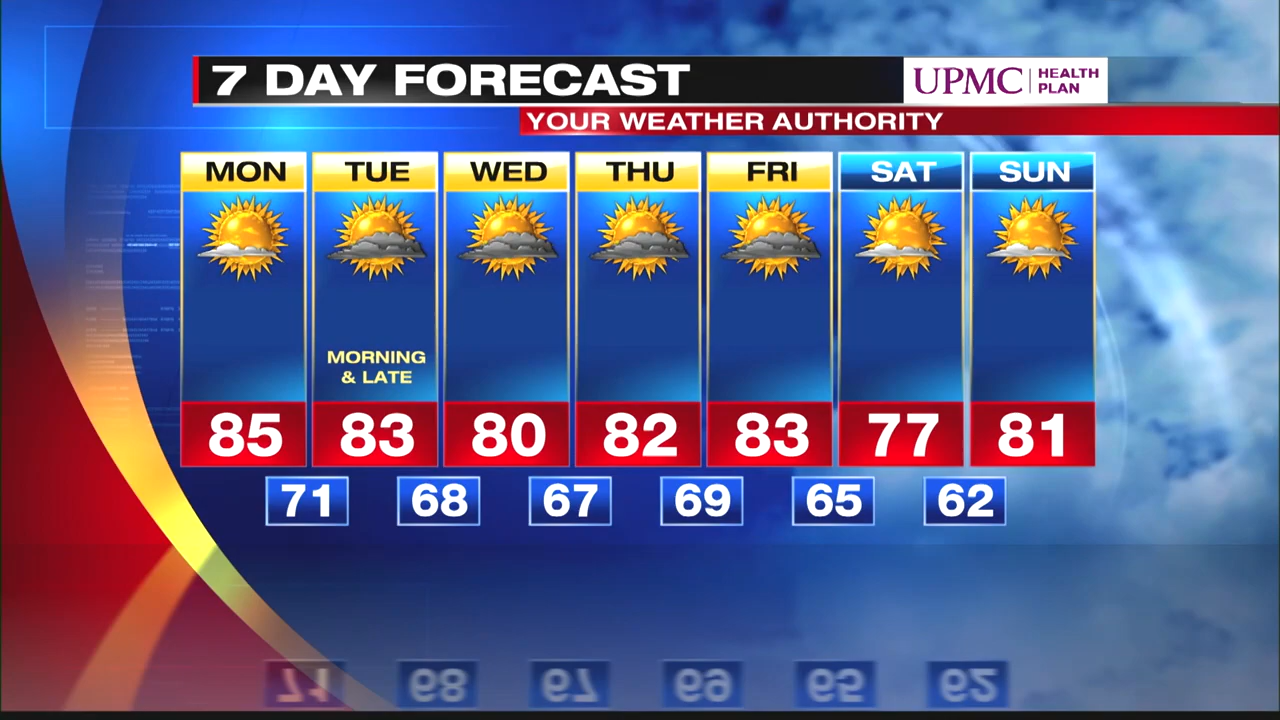 7 DAY FORECAST
UPMC HEALTH PLAN
YOUR WEATHER AUTHORITY
MON TUE WED THU FRI SAT SUN
MORNING
& LATE
85 83 80 82 83 77 81
71 68 67 69 65 62